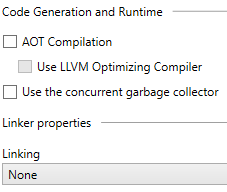 Code Generation and Runtime
AOT Compilation
Use LLVM Optimizing Compiler
Use the concurrent garbage collector
Linker properties
Linking
None